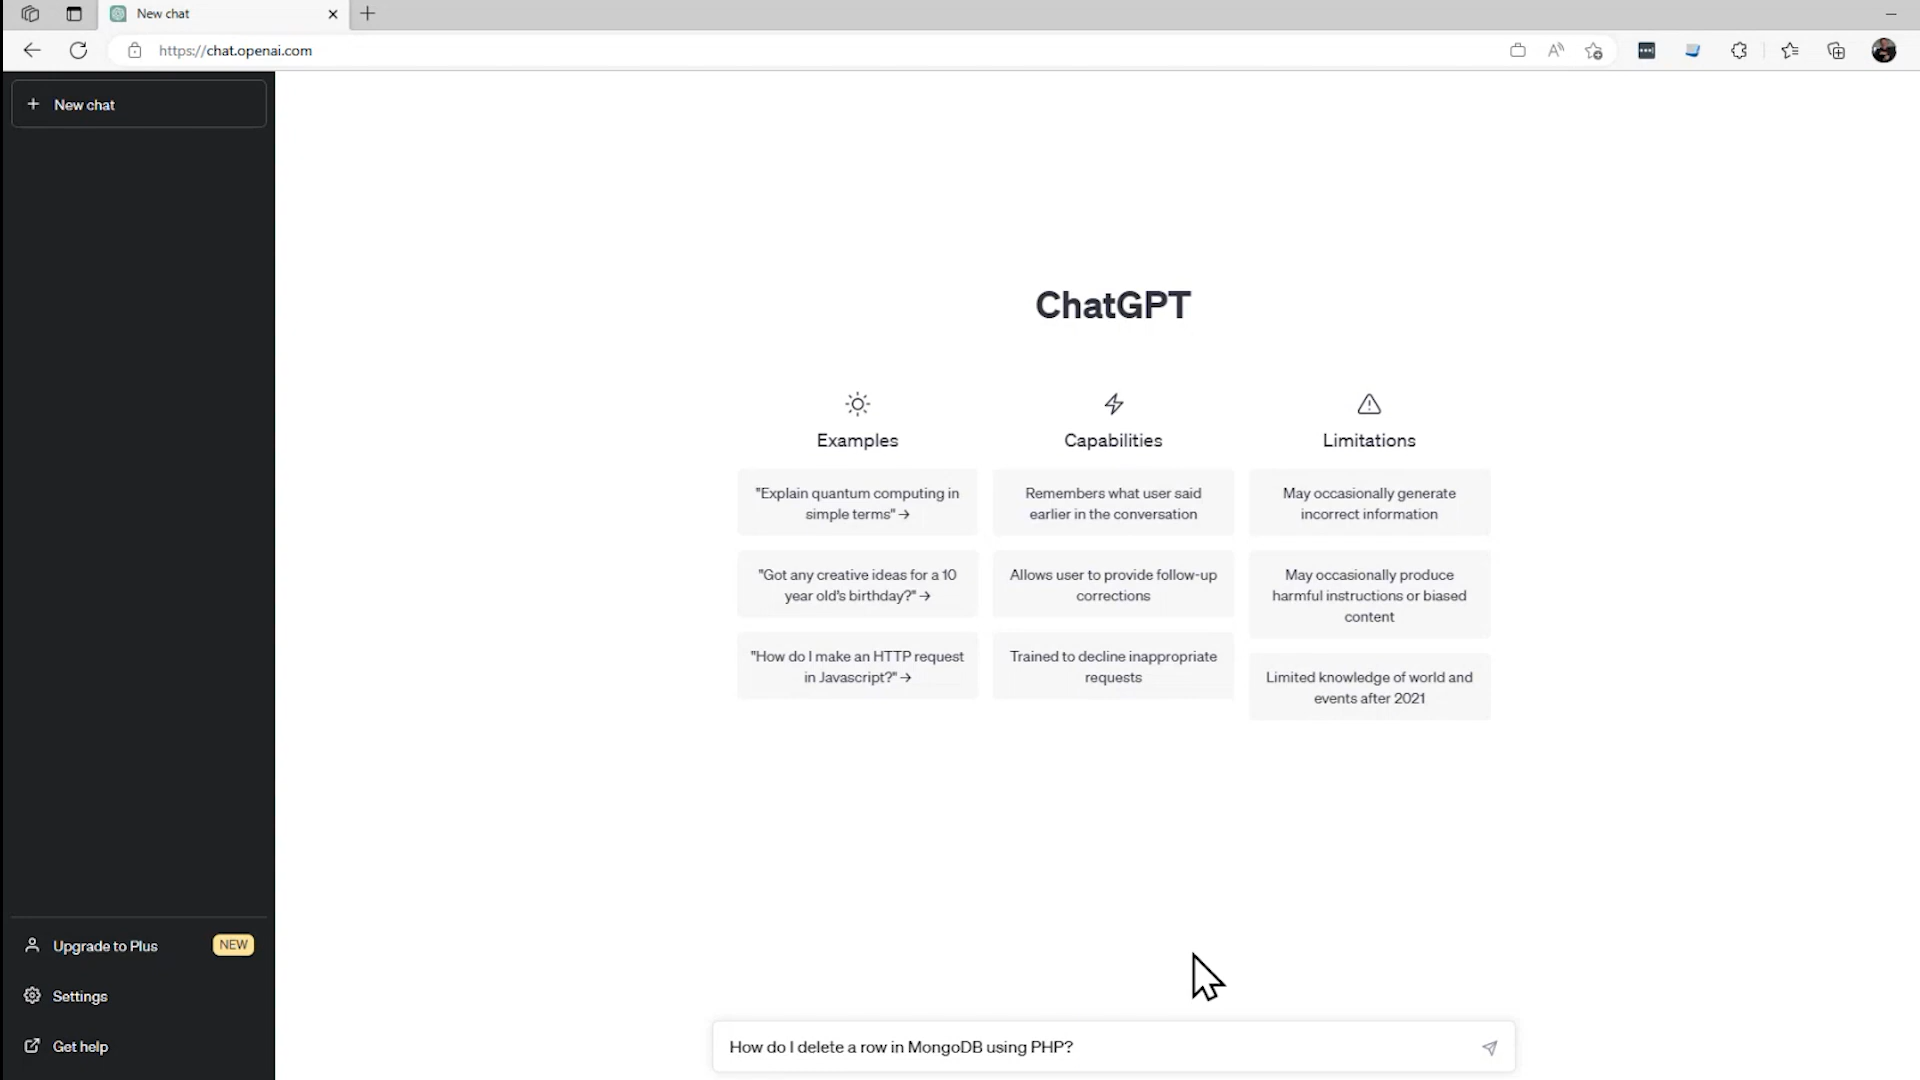 New chat
https://chat.openai.com
+ New chat
ChatGPT
Examples
"Explain quantum computing in
simple terms" →
"Got any creative ideas for a 10
year old's birthday?" →
"How do I make an HTTP request
in Javascript?" →
Capabilities
Remembers what user said
earlier in the conversation
Allows user to provide follow-up
corrections
Trained to decline inappropriate
requests
Limitations
May occasionally generate
incorrect information
May occasionally produce
harmful instructions or biased
content
Limited knowledge of world and
events after 2021
Upgrade to Plus NEW
Settings
Get help
How do I delete a row in MongoDB using PHP?